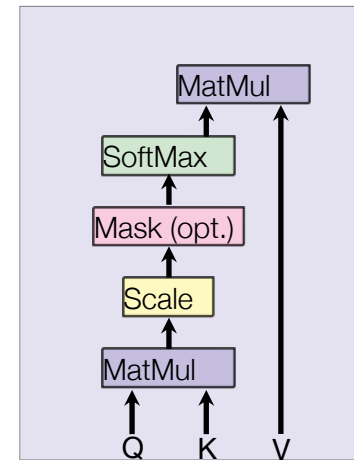 MatMul
SoftMax
Mask (opt.)
Scale
MatMul
Q K V